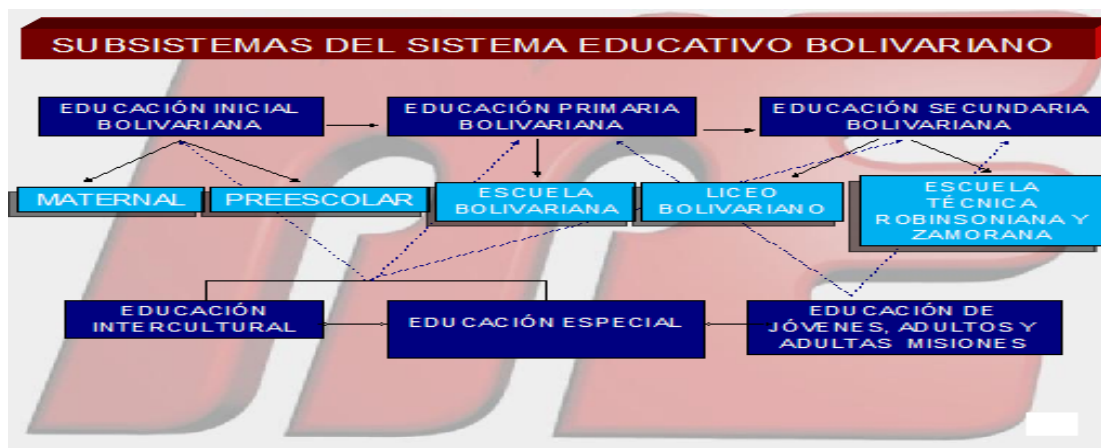 SUBSISTEMAS DEL SISTEMA EDUCATIVO BOLIVARIANO
EDUCACIÓN INICIAL
BOLIVARIANA
EDUCACIÓN PRIMARIA
BOLIVARIANA
EDUCACIÓN SECUNDARIA
BOLIVARIANA
MATERNAL
PREESCOLAR
ESCUELA
BOLIVARIANA
LICEO
BOLIVARIANO
ESCUELA
TÉCNICA
ROBINSONIANA Y
ZAMORANA
EDUCACIÓN
INTERCULTURAL
EDUCACIÓN ESPECIAL
EDUCACIÓN DE
JÓVENES, ADULTOS Y
ADULTAS MISIONES